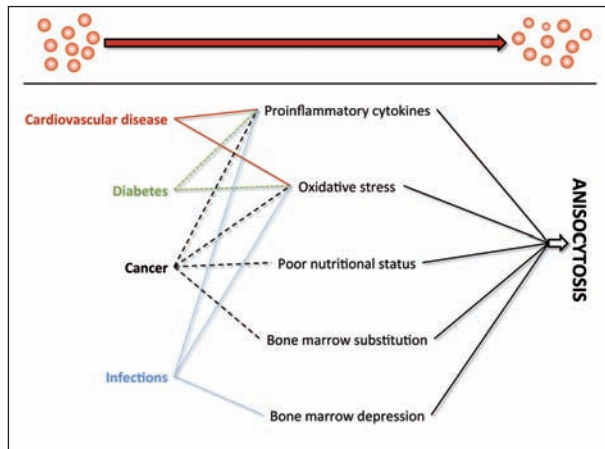 Proinflammatory cytokines
Cardiovascular disease
Diabetes
Oxidative stress
Cancer
Poor nutritional status
Bone marrow substitution
Infections
Bone marrow depression
ANISOCYTOSIS